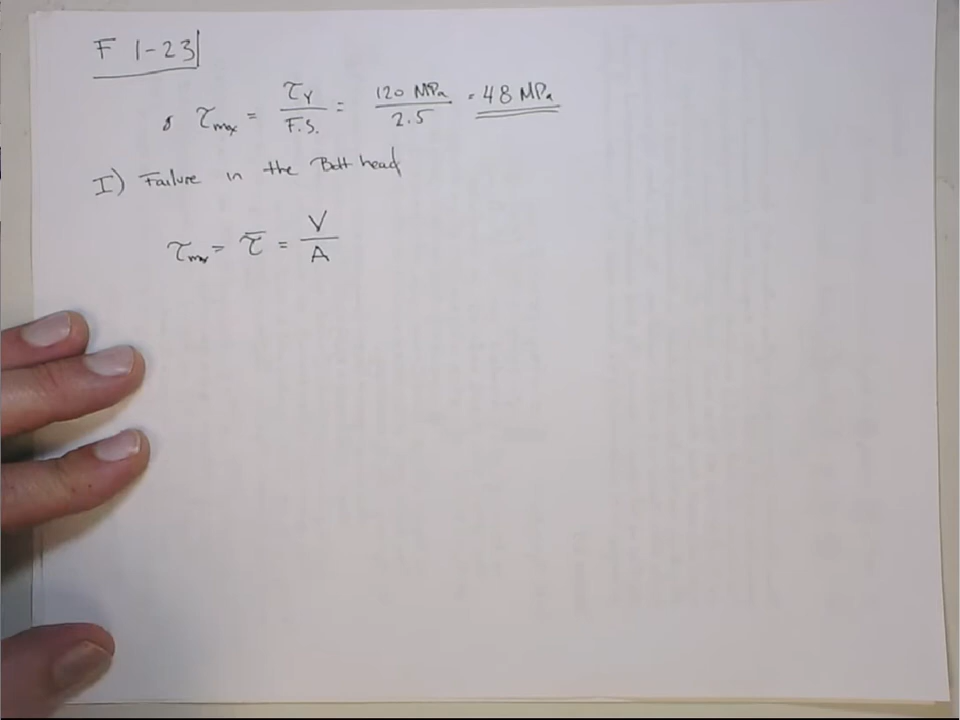 F 1-23
τmax = τY / F.S. = 120 MPa / 2.5 = 48 MPa
I) Failure in the Bolt head
τmax = τ̄ = V / A